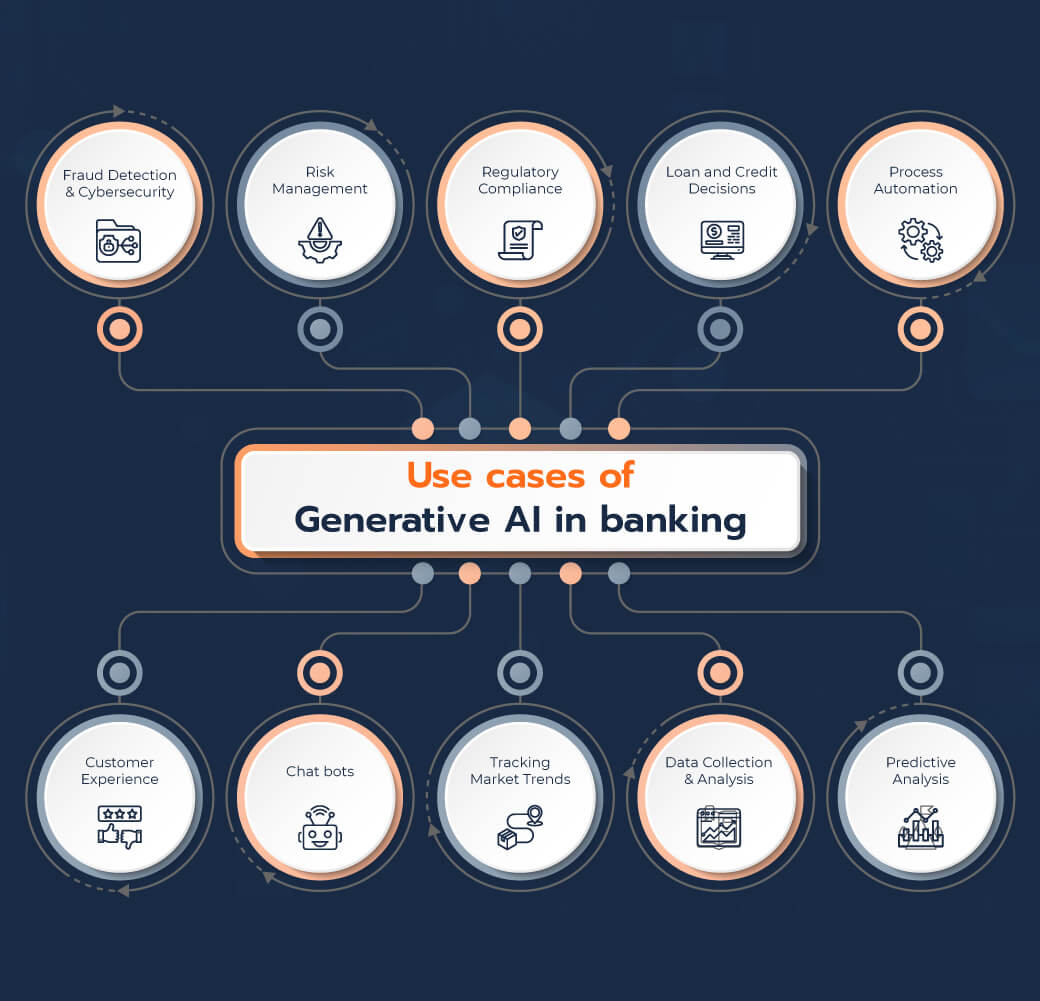 Fraud Detection
& Cybersecurity
Risk
Management
Regulatory
Compliance
Loan and Credit
Decisions
Process
Automation
Use cases of
Generative AI in banking
Customer
Experience
Chat bots
Tracking
Market Trends
Data Collection
& Analysis
Predictive
Analysis